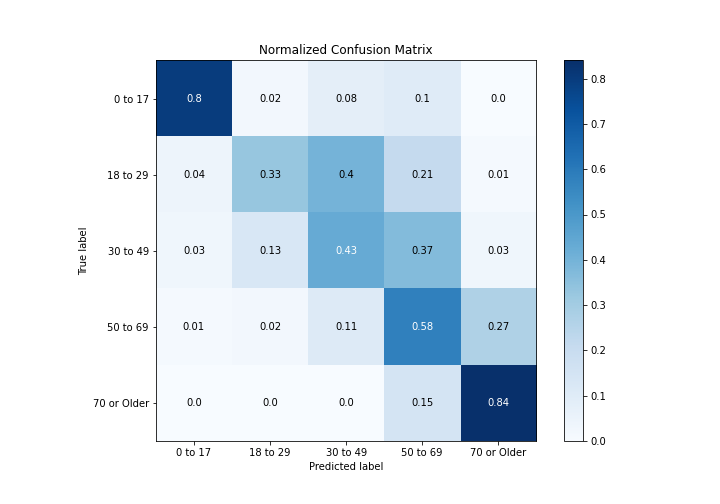 Normalized Confusion Matrix
0 to 17 0.8 0.02 0.08 0.1 0.0
18 to 29 0.04 0.33 0.4 0.21 0.01
30 to 49 0.03 0.13 0.43 0.37 0.03
50 to 69 0.01 0.02 0.11 0.58 0.27
70 or Older 0.0 0.0 0.0 0.15 0.84
True label
0 to 17 18 to 29 30 to 49 50 to 69 70 or Older
Predicted label
0.8
0.7
0.6
0.5
0.4
0.3
0.2
0.1
0.0